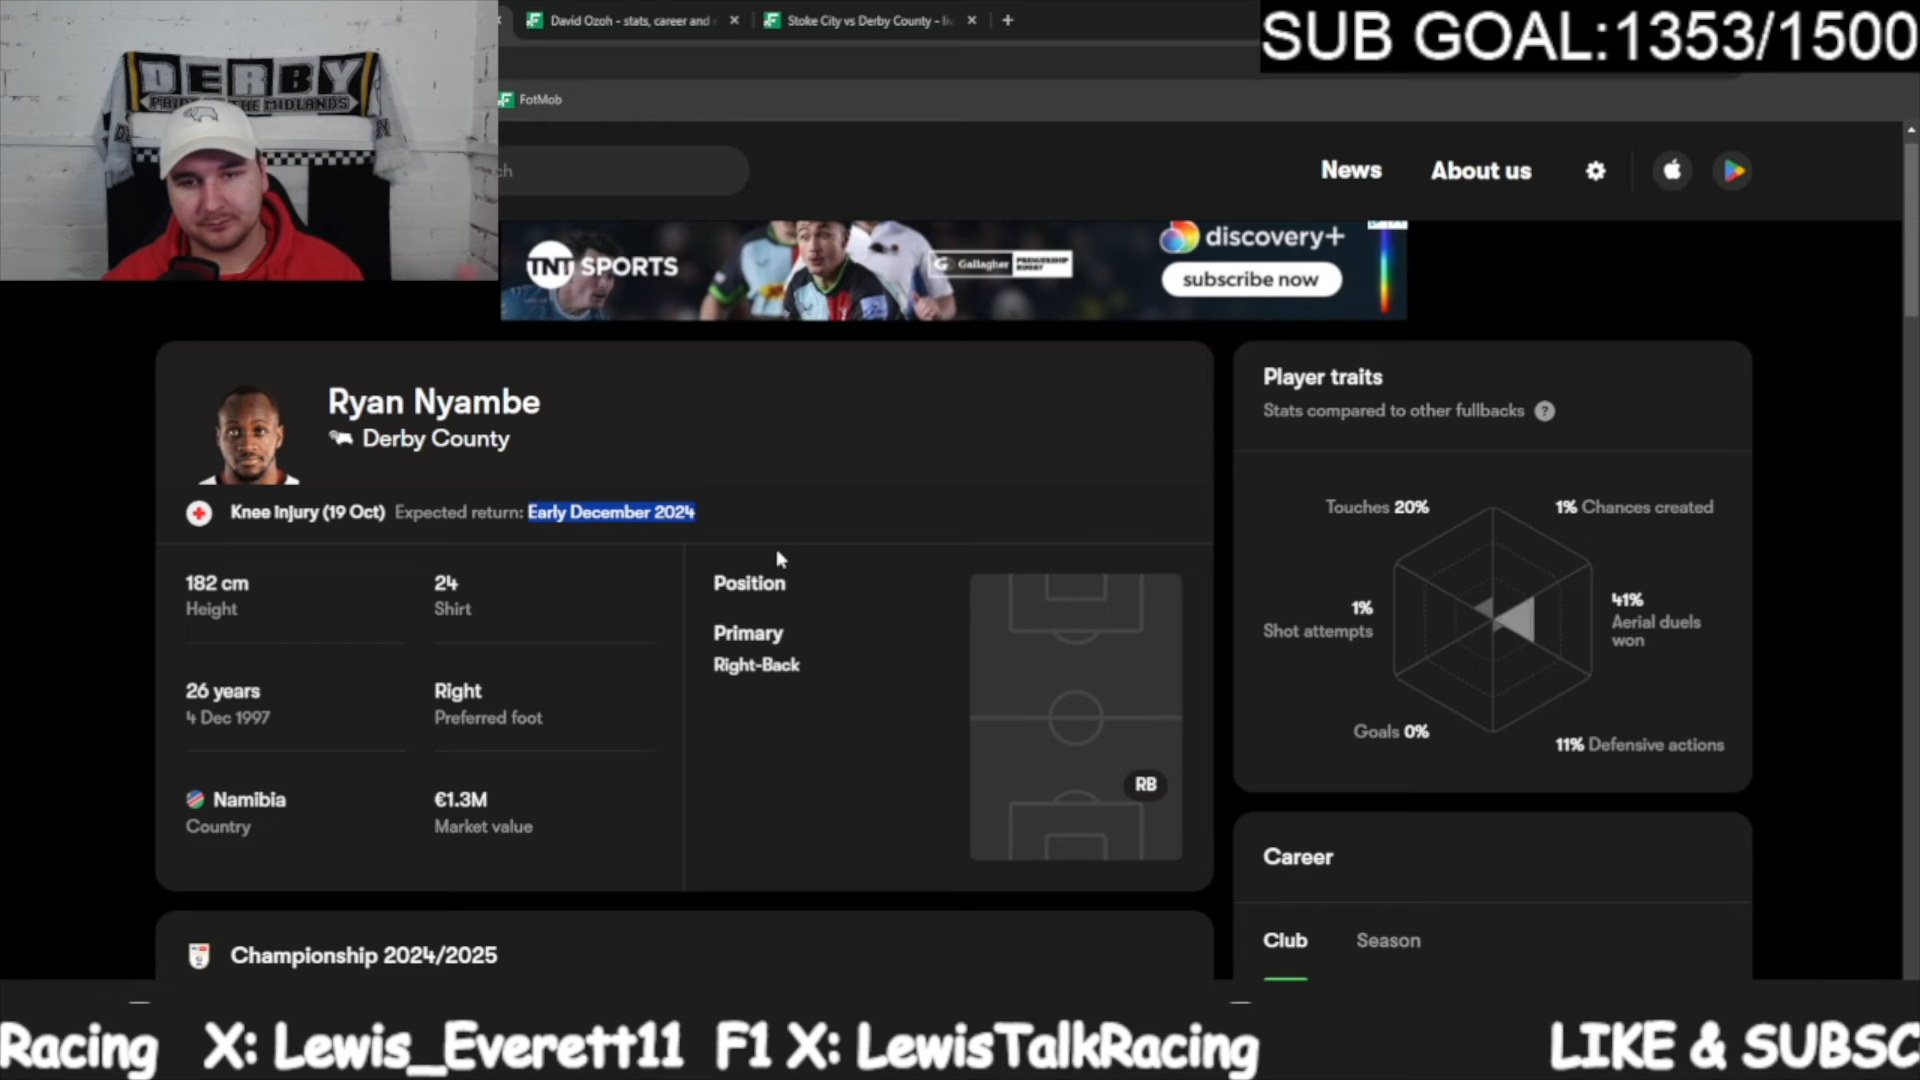 David Ozoh - stats, career and
Stoke City vs Derby County - li
SUB GOAL:1353/1500
DERBY
FotMob
ch
News
About us
TNT SPORTS
Gallagher
PREMIERSHIP
RUGBY
discovery+
subscribe now
Ryan Nyambe
Derby County
Knee Injury (19 Oct) Expected return: Early December 2024
182 cm
Height
24
Shirt
26 years
4 Dec 1997
Right
Preferred foot
Namibia
Country
€1.3M
Market value
Position
Primary
Right-Back
RB
Player traits
Stats compared to other fullbacks ?
Touches 20%
1% Chances created
1%
Shot attempts
41%
Aerial duels
won
Goals 0%
11% Defensive actions
Career
Club
Season
Championship 2024/2025
Racing X: Lewis_Everett11 F1 X: LewisTalkRacing LIKE & SUBSC